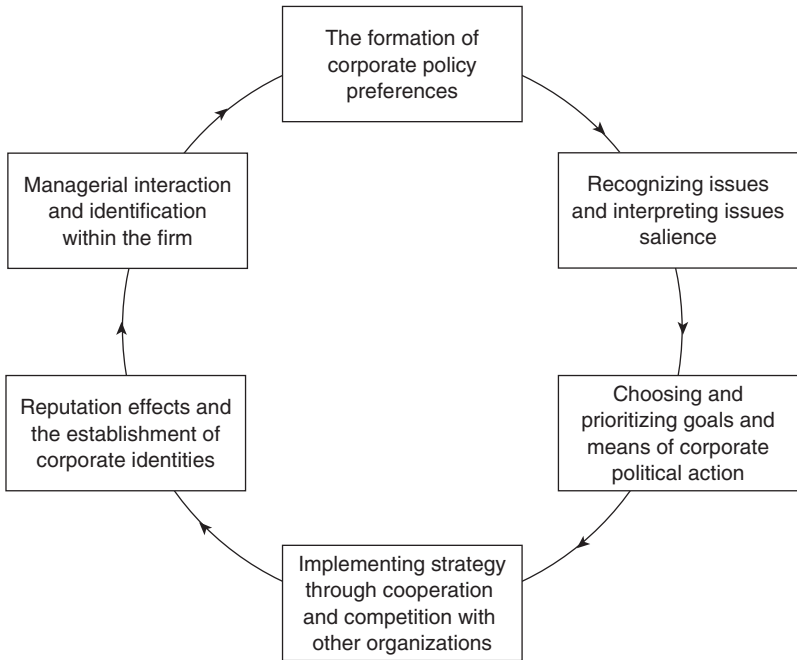 The formation of
corporate policy
preferences
Recognizing issues
and interpreting issues
salience
Choosing and
prioritizing goals and
means of corporate
political action
Implementing strategy
through cooperation
and competition with
other organizations
Reputation effects and
the establishment of
corporate identities
Managerial interaction
and identification
within the firm